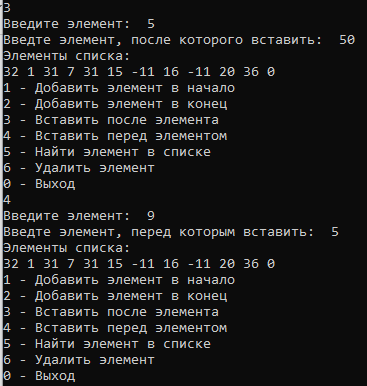 3
Введите элемент:  5
Введте элемент, после которого вставить:  50
Элементы списка:
32 1 31 7 31 15 -11 16 -11 20 36 0
1 - Добавить элемент в начало
2 - Добавить элемент в конец
3 - Вставить после элемента
4 - Вставить перед элементом
5 - Найти элемент в списке
6 - Удалить элемент
0 - Выход
4
Введите элемент:  9
Введте элемент, перед которым вставить:  5
Элементы списка:
32 1 31 7 31 15 -11 16 -11 20 36 0
1 - Добавить элемент в начало
2 - Добавить элемент в конец
3 - Вставить после элемента
4 - Вставить перед элементом
5 - Найти элемент в списке
6 - Удалить элемент
0 - Выход